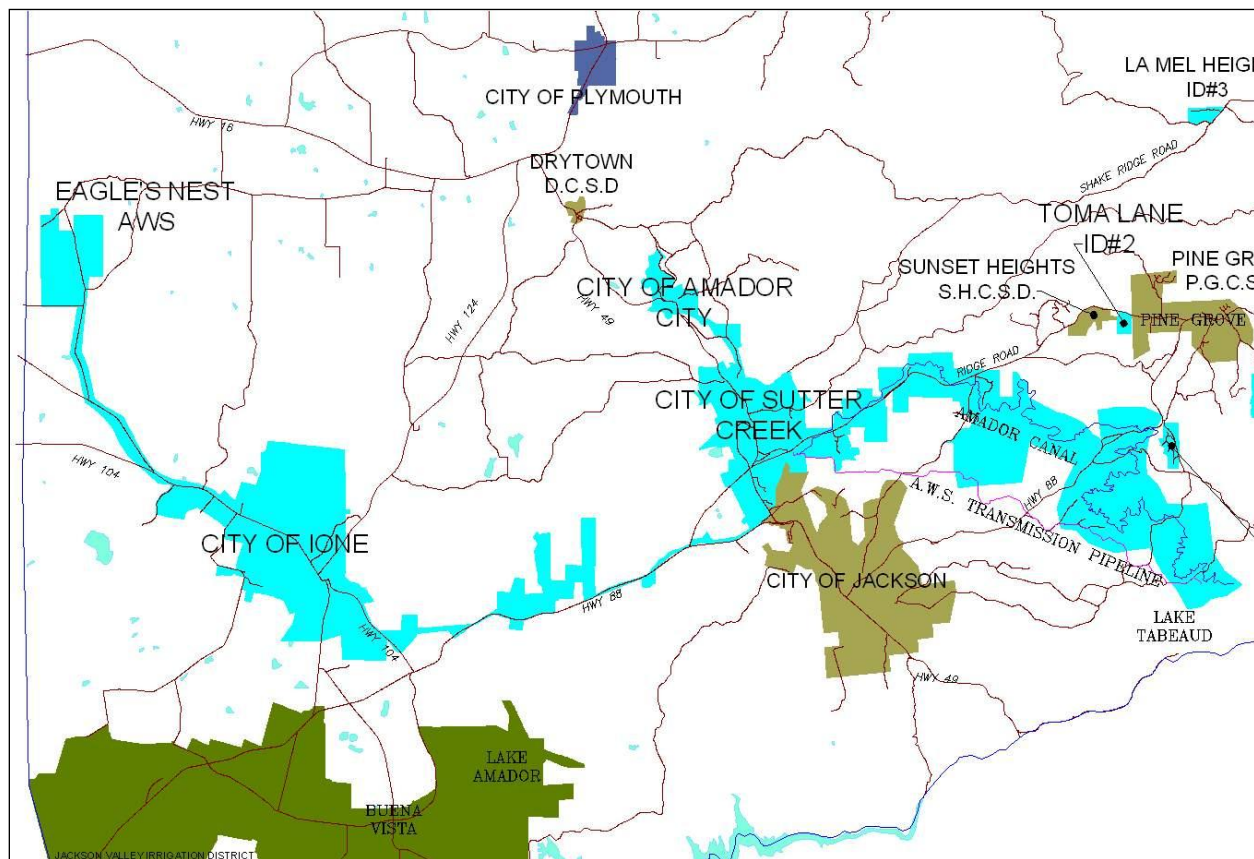 LA MEL HEIG
ID#3
CITY OF PLYMOUTH
HWY 16
DRYTOWN
D.C.S.D
SHAKE RIDGE ROAD
EAGLE'S NEST
AWS
TOMA LANE
ID#2
SUNSET HEIGHTS
S.H.C.S.D.
PINE GR
P.G.C.S
CITY OF AMADOR
CITY
HWY 49
HWY 124
PINE GROVE
RIDGE ROAD
CITY OF SUTTER
CREEK
AMADOR CANAL
HWY 104
A.W.S. TRANSMISSION PIPELINE
HWY 88
CITY OF IONE
CITY OF JACKSON
HWY 88
LAKE
TABEAUD
HWY 104
HWY 49
LAKE
AMADOR
BUENA
VISTA
JACKSON VALLEY IRRIGATION DISTRICT